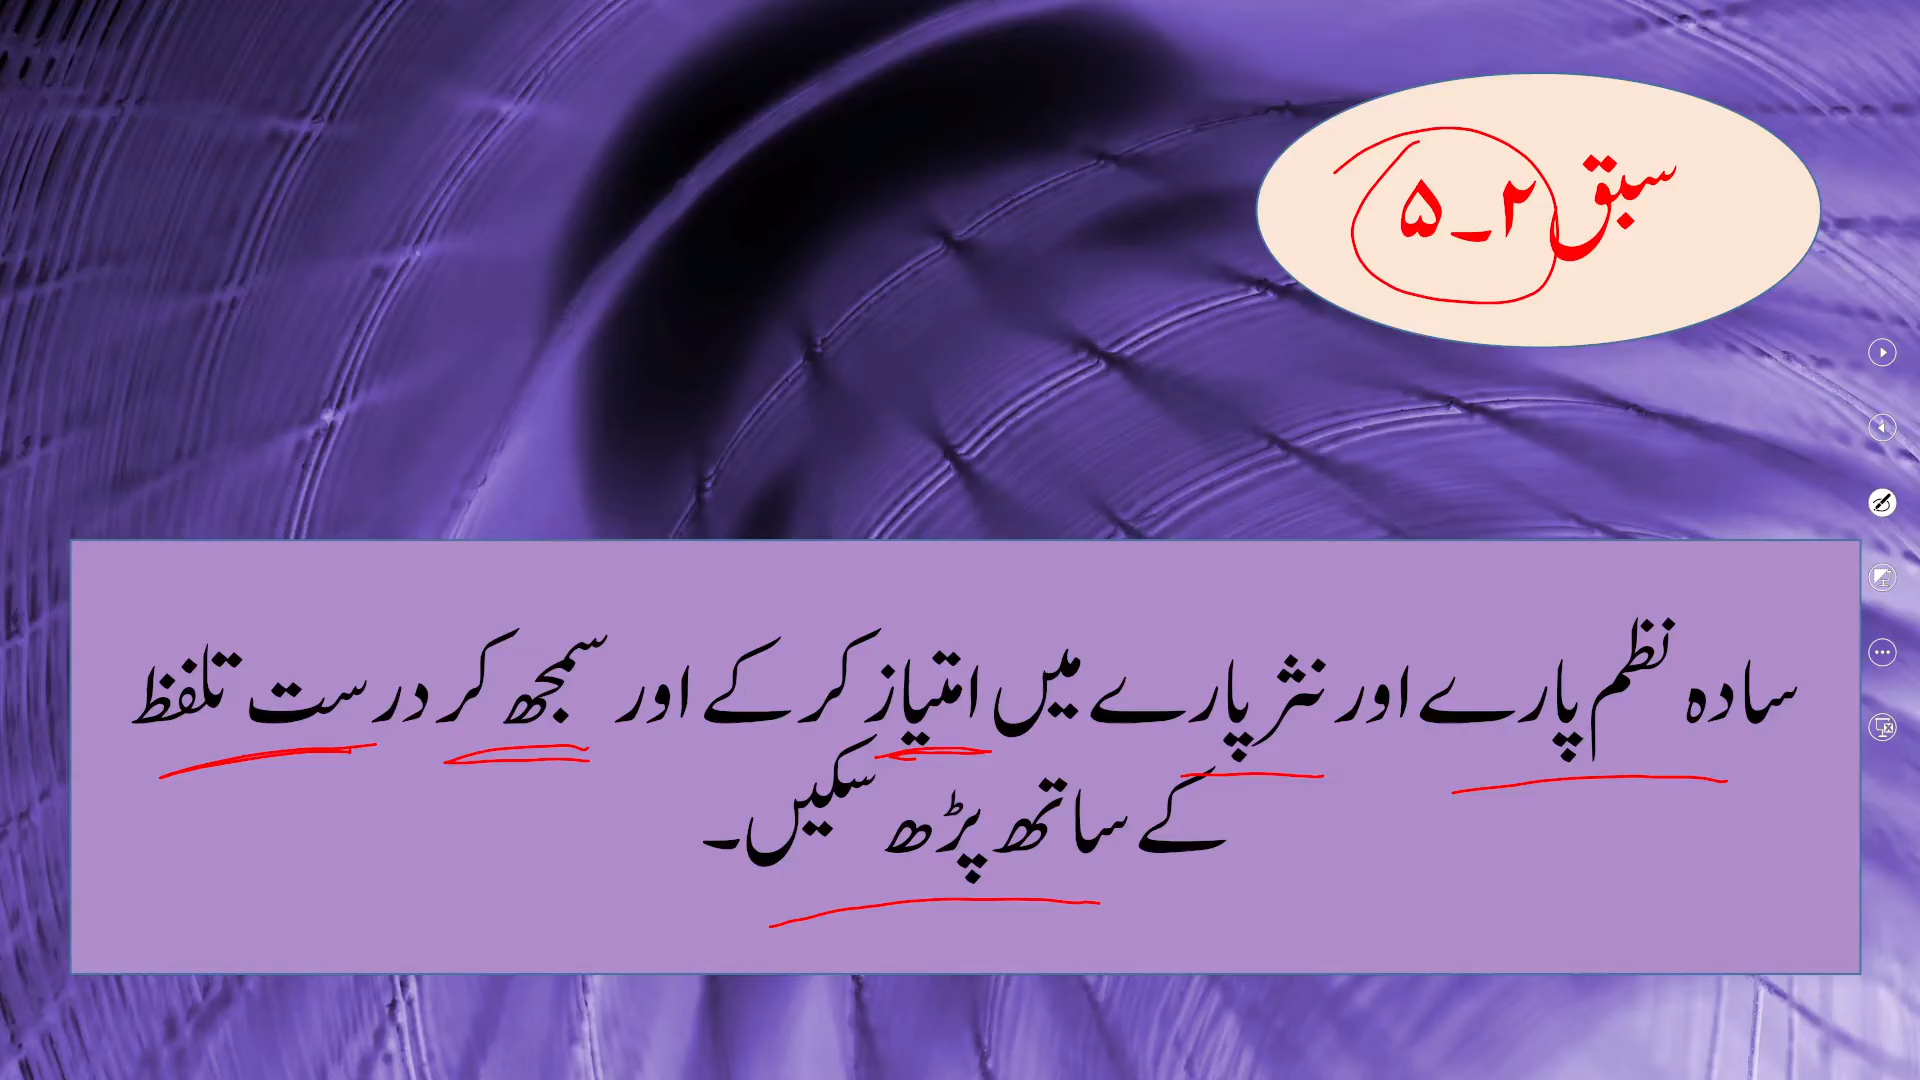 سبق ۲۔۵
سادہ نظم پارے اور نثر پارے میں امتیاز کر کے اور سمجھ کر درست تلفظ
کے ساتھ پڑھ سکیں۔